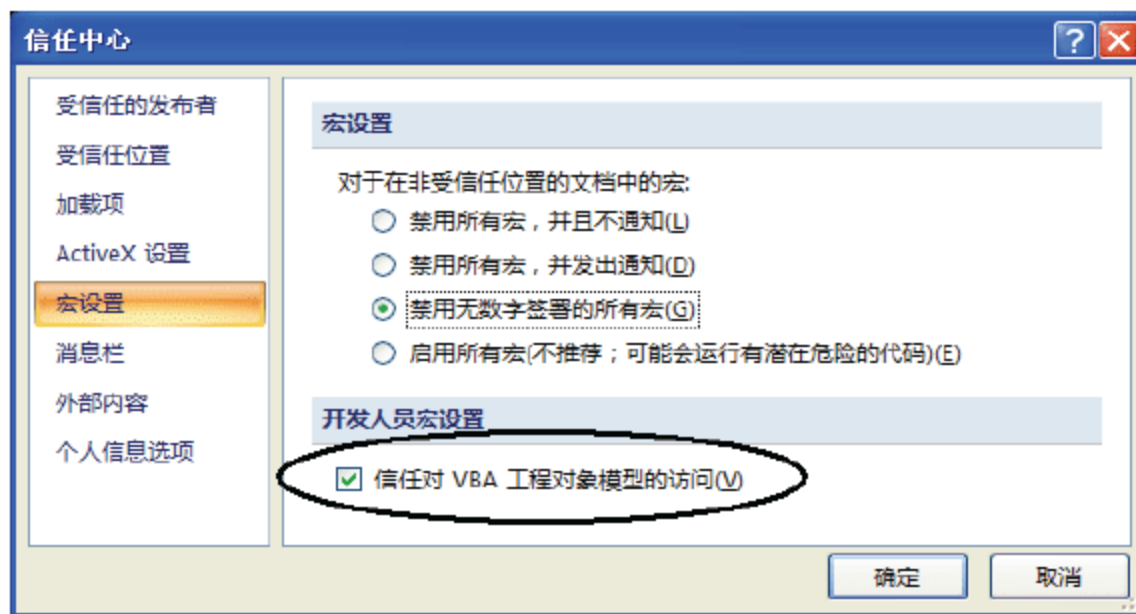 信任中心
受信任的发布者
受信任位置
加载项
ActiveX 设置
宏设置
消息栏
外部内容
个人信息选项
宏设置
对于在非受信任位置的文档中的宏:
禁用所有宏，并且不通知(L)
禁用所有宏，并发出通知(D)
禁用无数字签署的所有宏(G)
启用所有宏(不推荐；可能会运行有潜在危险的代码)(E)
开发人员宏设置
信任对 VBA 工程对象模型的访问(V)
确定
取消